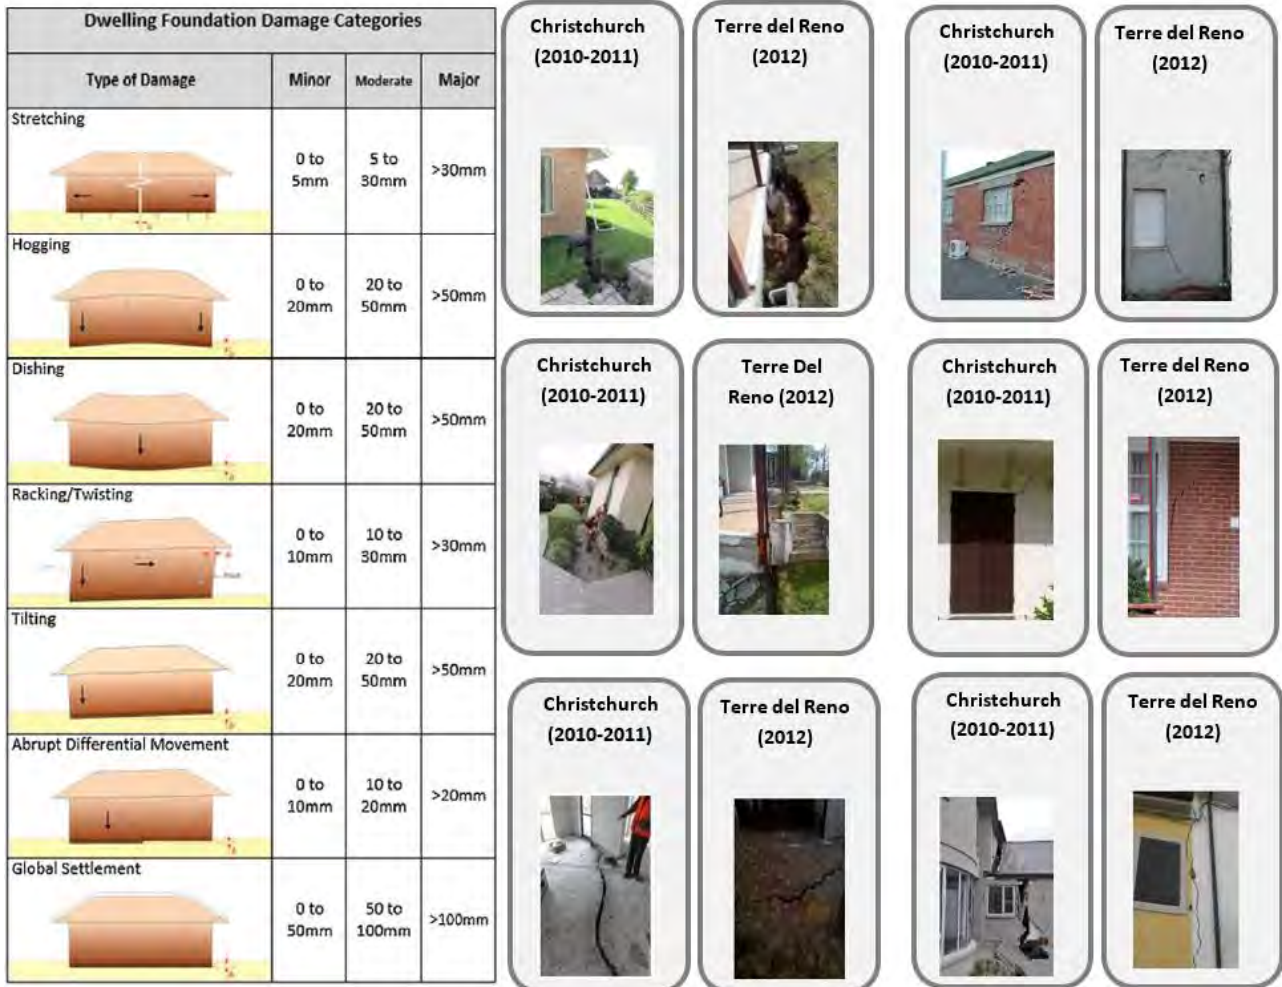 Dwelling Foundation Damage Categories
Type of Damage Minor Moderate Major
Stretching
0 to
5mm
5 to
30mm
>30mm
Hogging
0 to
20mm
20 to
50mm
>50mm
Dishing
0 to
20mm
20 to
50mm
>50mm
Racking/Twisting
0 to
10mm
10 to
30mm
>30mm
Tilting
0 to
20mm
20 to
50mm
>50mm
Abrupt Differential Movement
0 to
10mm
10 to
20mm
>20mm
Global Settlement
0 to
50mm
50 to
100mm
>100mm
Christchurch
(2010-2011)
Terre del Reno
(2012)
Christchurch
(2010-2011)
Terre del Reno
(2012)
Christchurch
(2010-2011)
Terre Del
Reno (2012)
Christchurch
(2010-2011)
Terre del Reno
(2012)
Christchurch
(2010-2011)
Terre del Reno
(2012)
Christchurch
(2010-2011)
Terre del Reno
(2012)